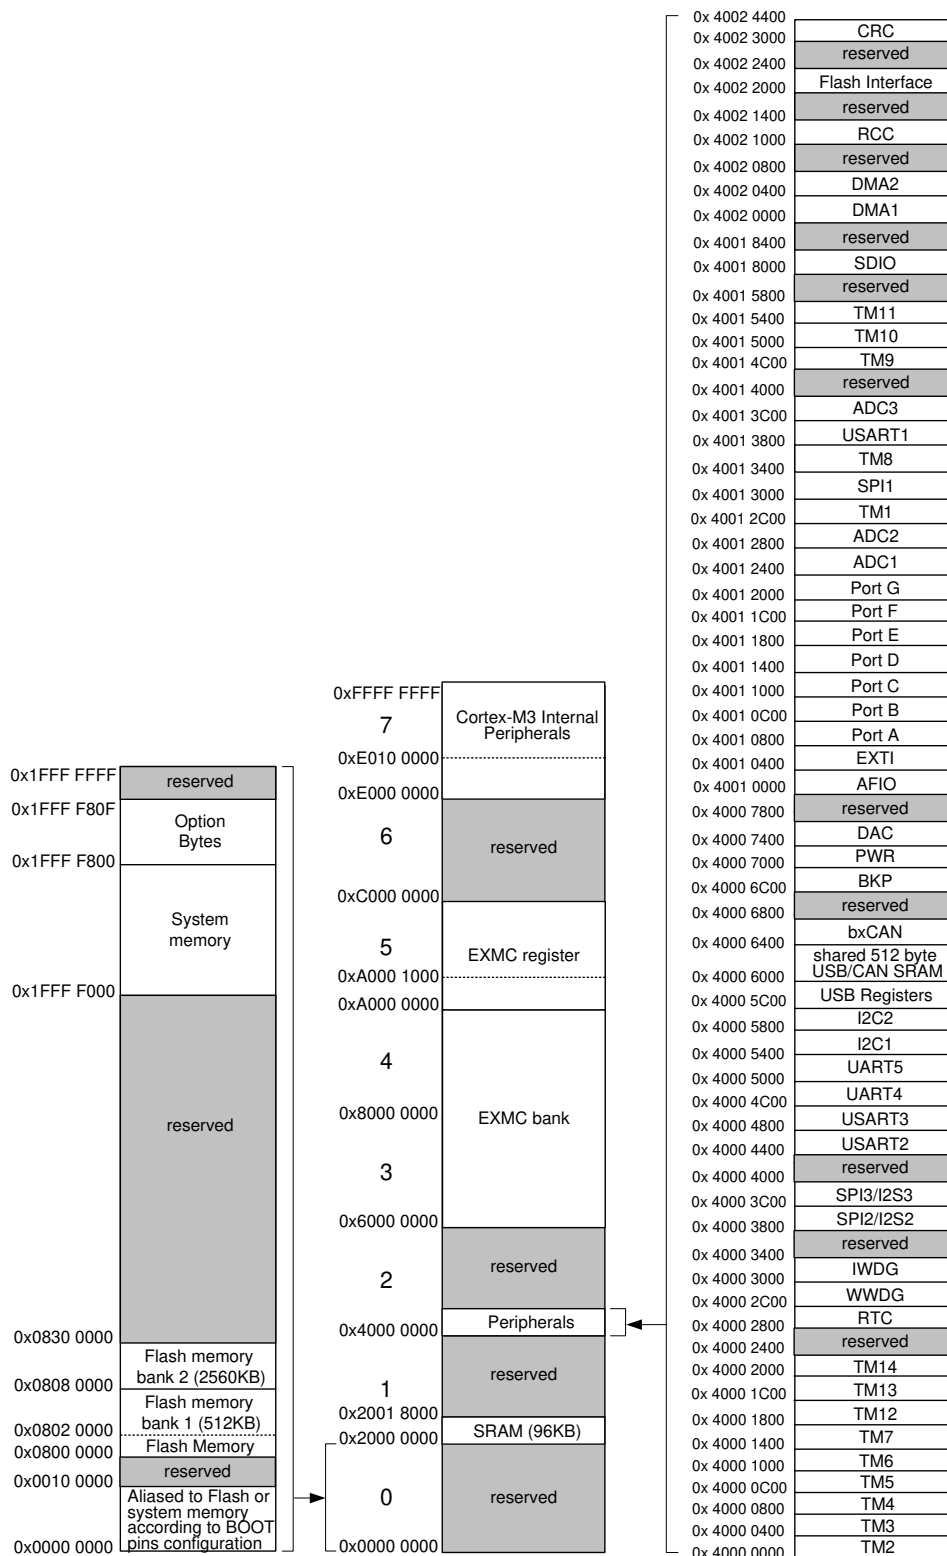 0x1FFF FFFF
reserved
0x1FFF F80F
Option
Bytes
0x1FFF F800
System
memory
0x1FFF F000
reserved
0x0830 0000
Flash memory
bank 2 (2560KB)
0x0808 0000
Flash memory
bank 1 (512KB)
0x0802 0000
Flash Memory
0x0800 0000
reserved
0x0010 0000
Aliased to Flash or
system memory
according to BOOT
pins configuration
0x0000 0000
0xFFFF FFFF
7
Cortex-M3 Internal
Peripherals
0xE010 0000
0xE000 0000
6
reserved
0xC000 0000
5
EXMC register
0xA000 1000
0xA000 0000
4
0x8000 0000
EXMC bank
3
0x6000 0000
2
reserved
Peripherals
0x4000 0000
1
reserved
0x2001 8000
SRAM (96KB)
0x2000 0000
0
reserved
0x0000 0000
0x 4002 4400
CRC
0x 4002 3000
reserved
0x 4002 2400
Flash Interface
0x 4002 2000
reserved
0x 4002 1400
RCC
0x 4002 1000
reserved
0x 4002 0800
DMA2
0x 4002 0400
DMA1
0x 4002 0000
reserved
0x 4001 8400
SDIO
0x 4001 8000
reserved
0x 4001 5800
TM11
0x 4001 5400
TM10
0x 4001 5000
TM9
0x 4001 4C00
reserved
0x 4001 4000
ADC3
0x 4001 3C00
USART1
0x 4001 3800
TM8
0x 4001 3400
SPI1
0x 4001 3000
TM1
0x 4001 2C00
ADC2
0x 4001 2800
ADC1
0x 4001 2400
Port G
0x 4001 2000
Port F
0x 4001 1C00
Port E
0x 4001 1800
Port D
0x 4001 1400
Port C
0x 4001 1000
Port B
0x 4001 0C00
Port A
0x 4001 0800
EXTI
0x 4001 0400
AFIO
0x 4001 0000
reserved
0x 4000 7800
DAC
0x 4000 7400
PWR
0x 4000 7000
BKP
0x 4000 6C00
reserved
0x 4000 6800
bxCAN
0x 4000 6400
shared 512 byte
USB/CAN SRAM
0x 4000 6000
USB Registers
0x 4000 5C00
I2C2
0x 4000 5800
I2C1
0x 4000 5400
UART5
0x 4000 5000
UART4
0x 4000 4C00
USART3
0x 4000 4800
USART2
0x 4000 4400
reserved
0x 4000 4000
SPI3/I2S3
0x 4000 3C00
SPI2/I2S2
0x 4000 3800
reserved
0x 4000 3400
IWDG
0x 4000 3000
WWDG
0x 4000 2C00
RTC
0x 4000 2800
reserved
0x 4000 2400
TM14
0x 4000 2000
TM13
0x 4000 1C00
TM12
0x 4000 1800
TM7
0x 4000 1400
TM6
0x 4000 1000
TM5
0x 4000 0C00
TM4
0x 4000 0800
TM3
0x 4000 0400
TM2
0x 4000 0000